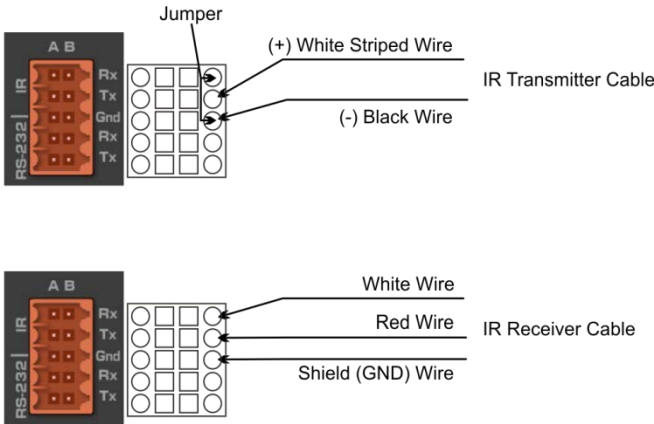 Jumper
A B
IR
RS-232
Rx
Tx
Gnd
Rx
Tx
(+) White Striped Wire
(-) Black Wire
IR Transmitter Cable
A B
IR
RS-232
Rx
Tx
Gnd
Rx
Tx
White Wire
Red Wire
Shield (GND) Wire
IR Receiver Cable